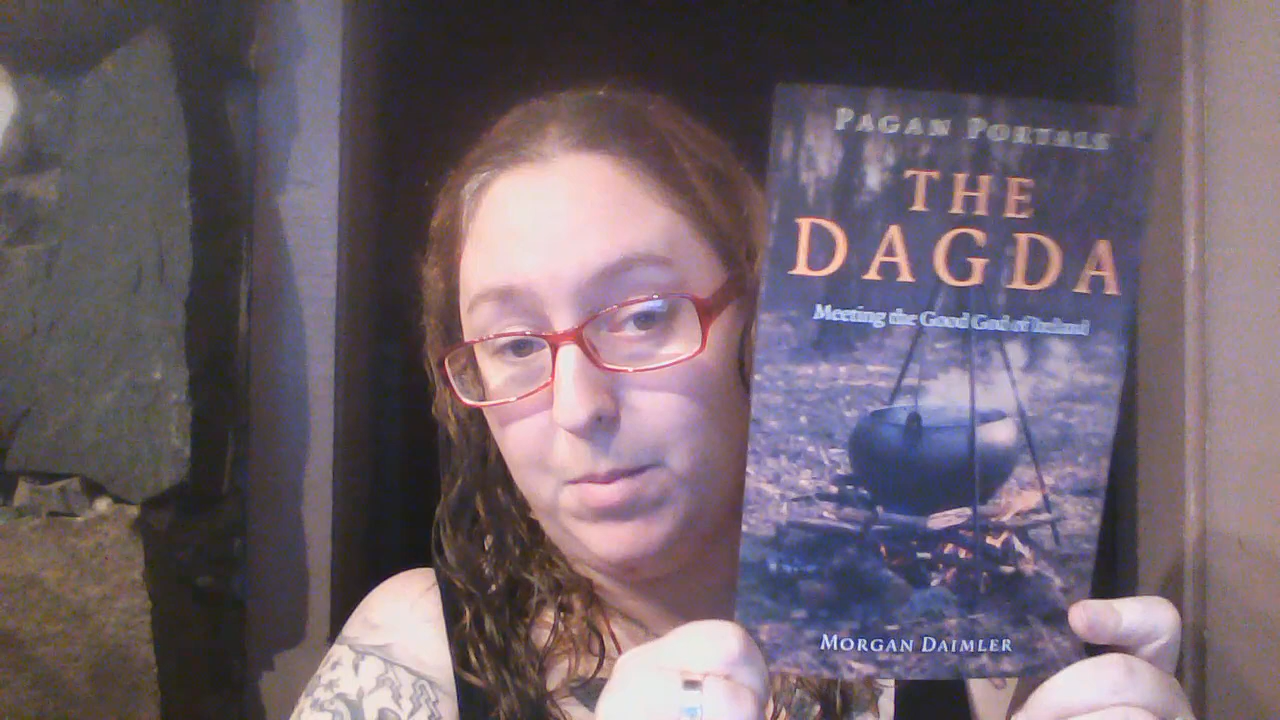 PAGAN PORTALS
THE
DAGDA
Meeting the Good God of Ireland
MORGAN DAIMLER